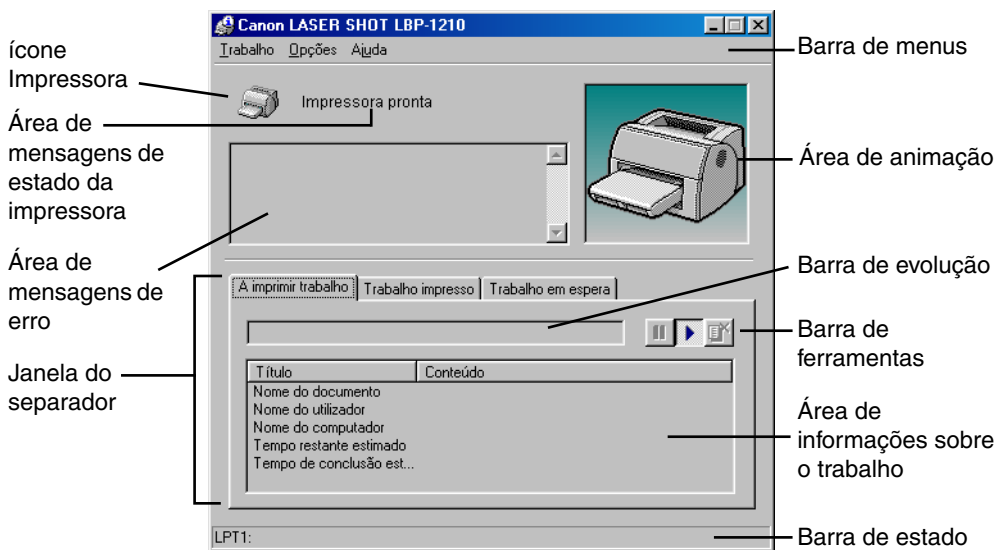 ícone
Impressora
Área de
mensagens de
estado da
impressora
Área de
mensagens de
erro
Janela do
separador
Canon LASER SHOT LBP-1210
Trabalho Opções Ajuda
Impressora pronta
A imprimir trabalho Trabalho impresso Trabalho em espera
Título Conteúdo
Nome do documento
Nome do utilizador
Nome do computador
Tempo restante estimado
Tempo de conclusão est...
LPT1:
Barra de menus
Área de animação
Barra de evolução
Barra de
ferramentas
Área de
informações sobre
o trabalho
Barra de estado